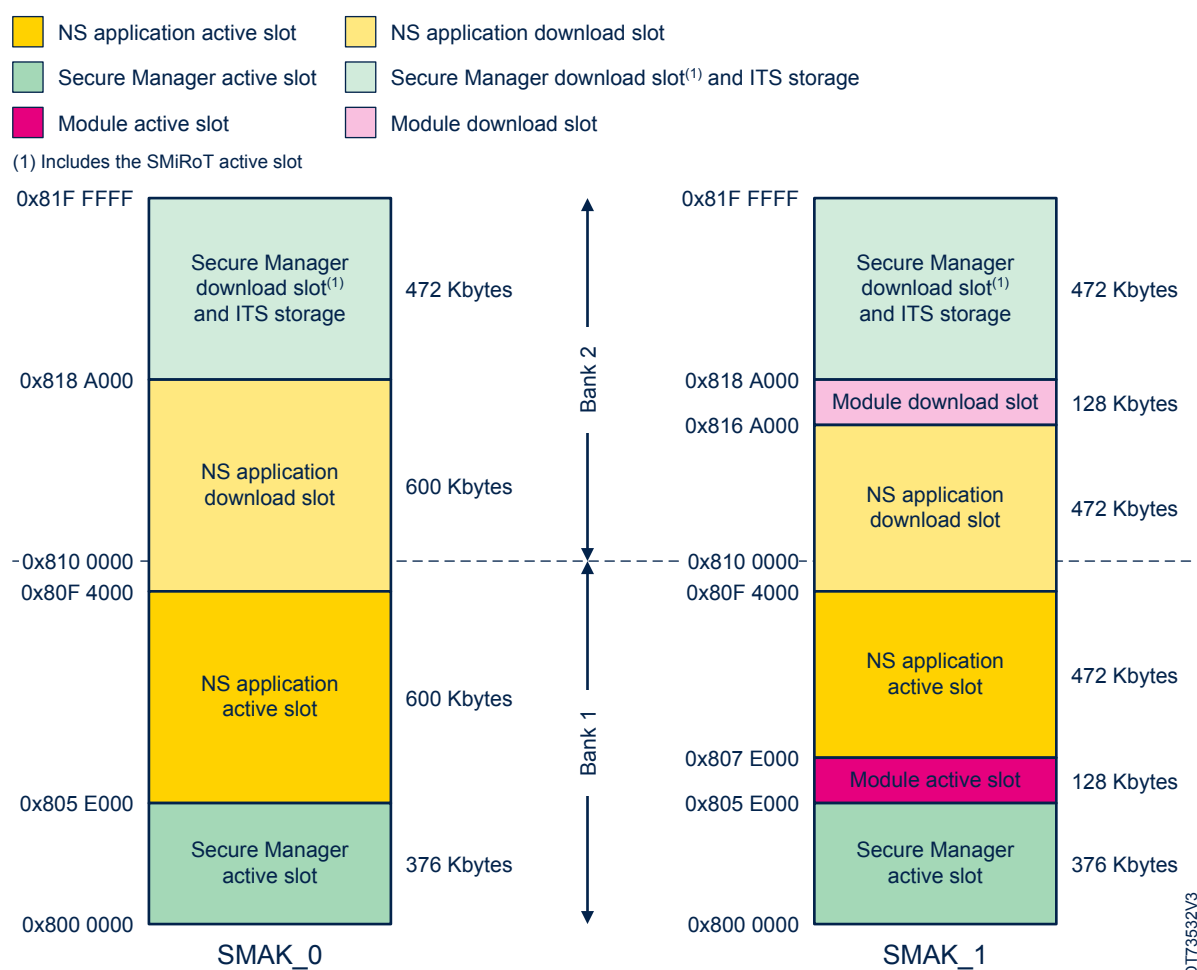 NS application active slot
NS application download slot
Secure Manager active slot
Secure Manager download slot(1) and ITS storage
Module active slot
Module download slot
(1) Includes the SMiRoT active slot
0x81F FFFF
Secure Manager
download slot(1)
and ITS storage
472 Kbytes
0x818 A000
NS application
download slot
600 Kbytes
0x810 0000
0x80F 4000
NS application
active slot
600 Kbytes
0x805 E000
Secure Manager
active slot
376 Kbytes
0x800 0000
SMAK_0
Bank 2
Bank 1
0x81F FFFF
Secure Manager
download slot(1)
and ITS storage
472 Kbytes
0x818 A000
Module download slot
128 Kbytes
0x816 A000
NS application
download slot
472 Kbytes
0x810 0000
0x80F 4000
NS application
active slot
472 Kbytes
0x807 E000
Module active slot
128 Kbytes
0x805 E000
Secure Manager
active slot
376 Kbytes
0x800 0000
SMAK_1
DT73532V3